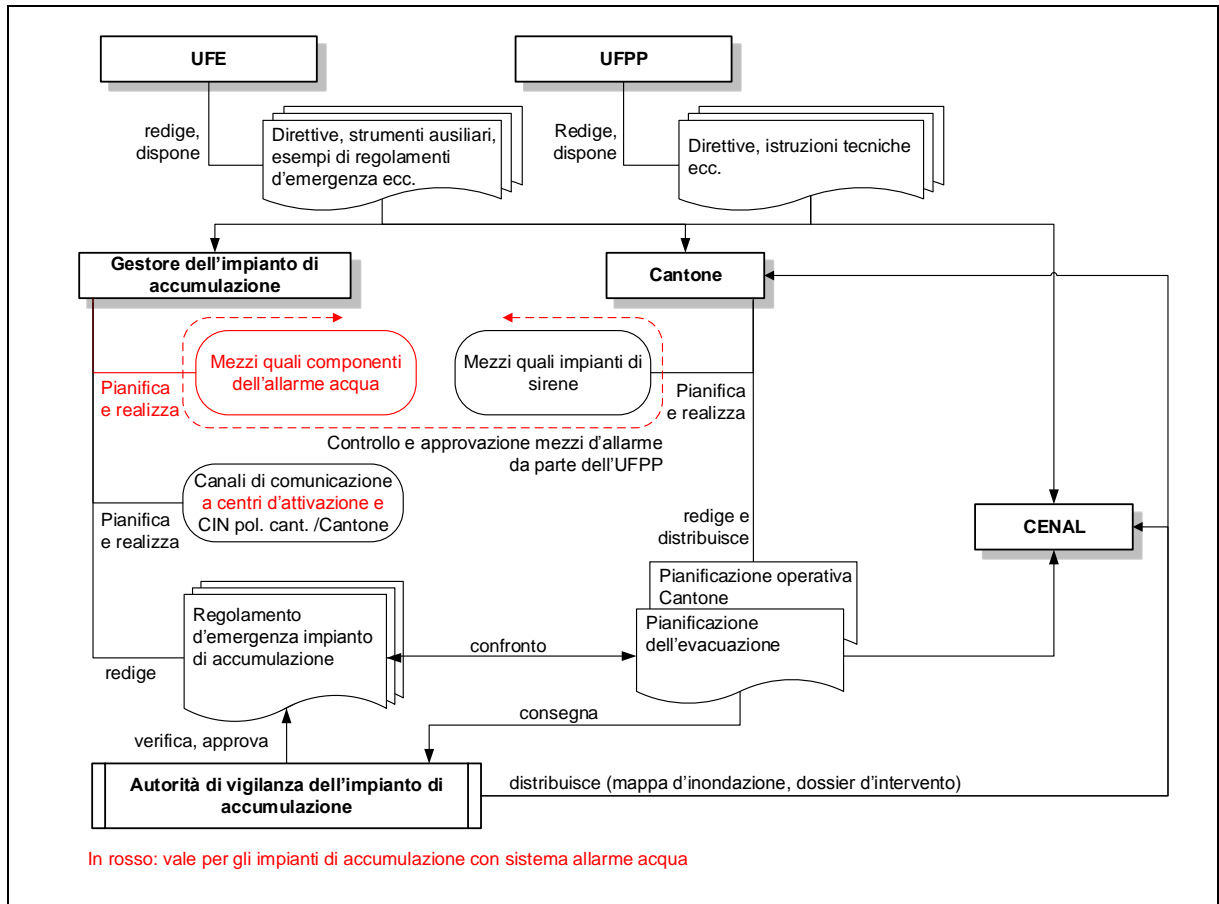 UFE
UFPP
redige,
dispone
Direttive, strumenti ausiliari,
esempi di regolamenti
d'emergenza ecc.
Redige,
dispone
Direttive, istruzioni tecniche
ecc.
Gestore dell'impianto di
accumulazione
Cantone
Mezzi quali componenti
dell'allarme acqua
Mezzi quali impianti di
sirene
Pianifica
e realizza
Pianifica
e realizza
Controllo e approvazione mezzi d'allarme
da parte dell'UFPP
Canali di comunicazione
a centri d'attivazione e
CIN pol. cant. /Cantone
Pianifica
e realizza
redige e
distribuisce
CENAL
Pianificazione operativa
Cantone
Pianificazione
dell'evacuazione
Regolamento
d'emergenza impianto
di accumulazione
confronto
redige
consegna
verifica, approva
Autorità di vigilanza dell'impianto di
accumulazione
distribuisce (mappa d'inondazione, dossier d'intervento)
In rosso: vale per gli impianti di accumulazione con sistema allarme acqua